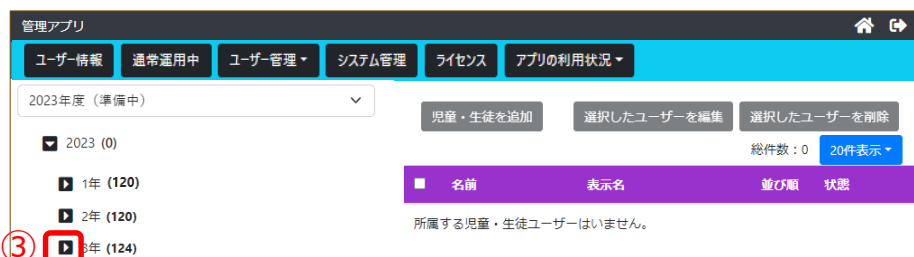 管理アプリ
ユーザー情報 通常運用中 ユーザー管理 システム管理 ライセンス アプリの利用状況
2023年度（準備中）
児童・生徒を追加 選択したユーザーを編集 選択したユーザーを削除
2023 (0)
総件数：0 20件表示
1年 (120)
名前 表示名 並び順 状態
2年 (120)
所属する児童・生徒ユーザーはいません。
③ 3年 (124)